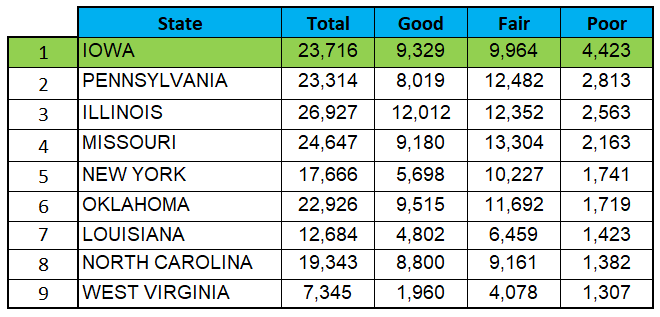 State Total Good Fair Poor
1 IOWA 23,716 9,329 9,964 4,423
2 PENNSYLVANIA 23,314 8,019 12,482 2,813
3 ILLINOIS 26,927 12,012 12,352 2,563
4 MISSOURI 24,647 9,180 13,304 2,163
5 NEW YORK 17,666 5,698 10,227 1,741
6 OKLAHOMA 22,926 9,515 11,692 1,719
7 LOUISIANA 12,684 4,802 6,459 1,423
8 NORTH CAROLINA 19,343 8,800 9,161 1,382
9 WEST VIRGINIA 7,345 1,960 4,078 1,307